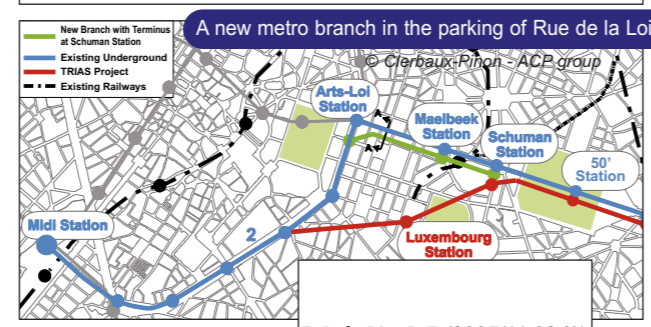 A new metro branch in the parking of Rue de la Loi
© Clerbaux-Pinon - ACP group
New Branch with Terminus
at Schuman Station
Existing Underground
TRIAS Project
Existing Railways
Arts-Loi
Station
A
A
Maelbeek
Station
Schuman
Station
50'
Station
Midi Station
2
Luxembourg
Station